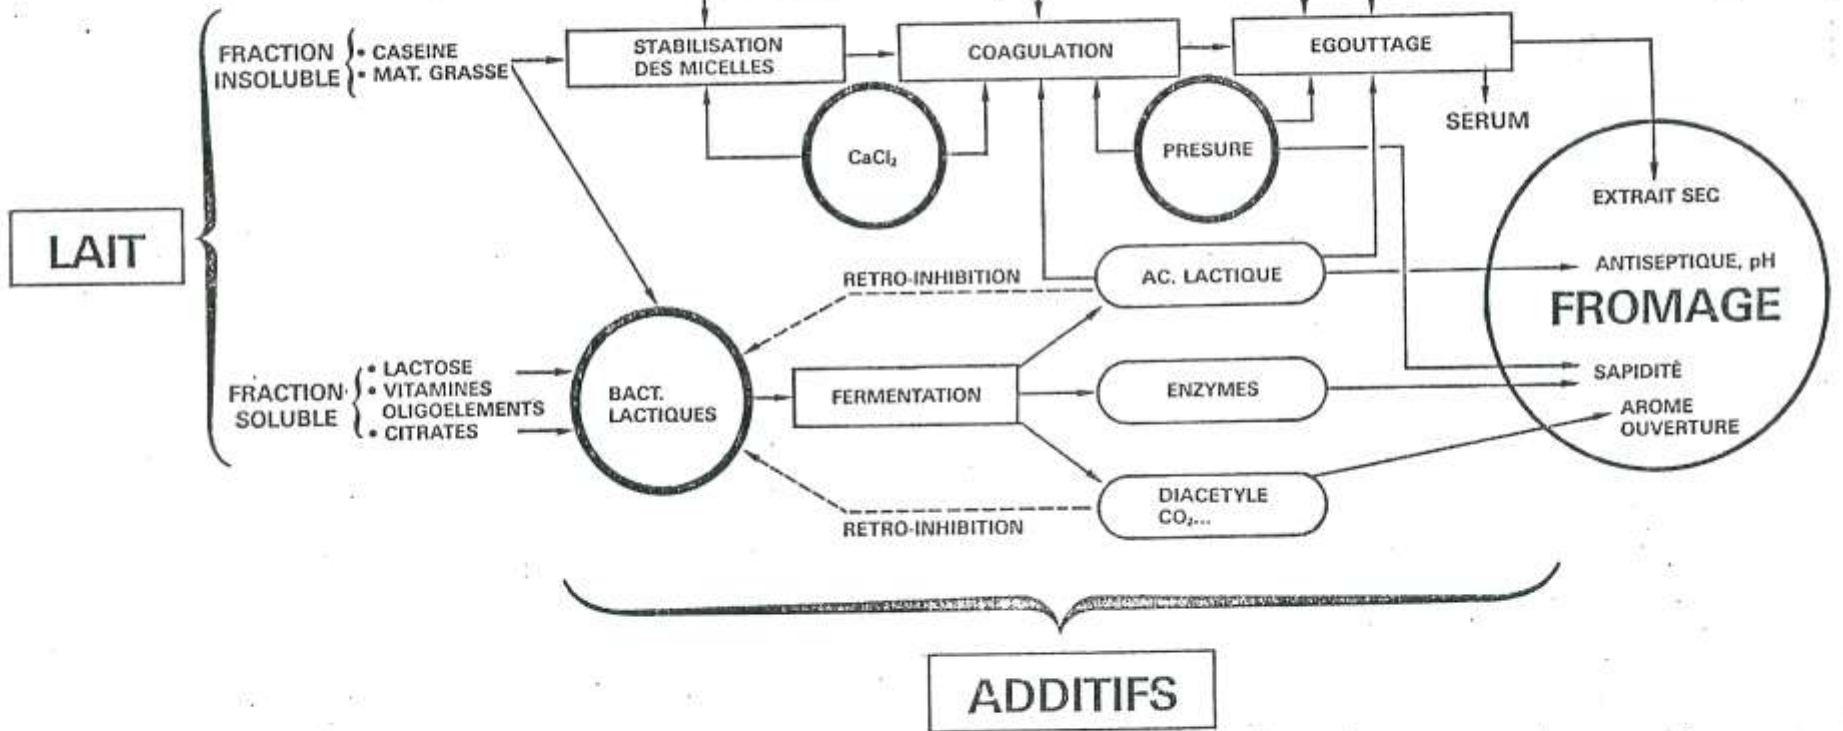 FRACTION
INSOLUBLE
• CASEINE
• MAT. GRASSE
STABILISATION
DES MICELLES
COAGULATION
EGOUTTAGE
SERUM
CaCl₂
PRESURE
LAIT
EXTRAIT SEC
RETRO-INHIBITION
AC. LACTIQUE
ANTISEPTIQUE, pH
FROMAGE
FRACTION
SOLUBLE
• LACTOSE
• VITAMINES
OLIGOELEMENTS
• CITRATES
BACT.
LACTIQUES
FERMENTATION
ENZYMES
SAPIDITÉ
AROME
OUVERTURE
DIACETYLE
CO₂...
RETRO-INHIBITION
ADDITIFS